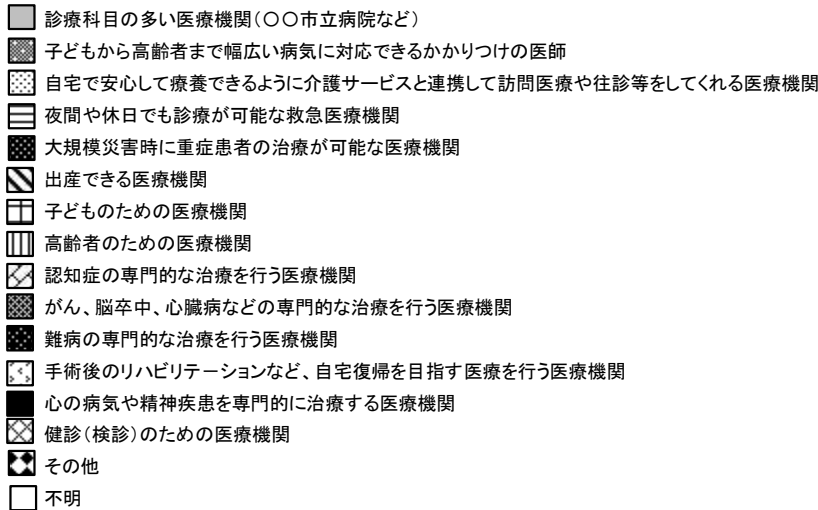 診療科目の多い医療機関(〇〇市立病院など)
子どもから高齢者まで幅広い病気に対応できるかかりつけの医師
自宅で安心して療養できるように介護サービスと連携して訪問医療や往診等をしてくれる医療機関
夜間や休日でも診療が可能な救急医療機関
大規模災害時に重症患者の治療が可能な医療機関
出産できる医療機関
子どものための医療機関
高齢者のための医療機関
認知症の専門的な治療を行う医療機関
がん、脳卒中、心臓病などの専門的な治療を行う医療機関
難病の専門的な治療を行う医療機関
手術後のリハビリテーションなど、自宅復帰を目指す医療を行う医療機関
心の病気や精神疾患を専門的に治療する医療機関
健診(検診)のための医療機関
その他
不明